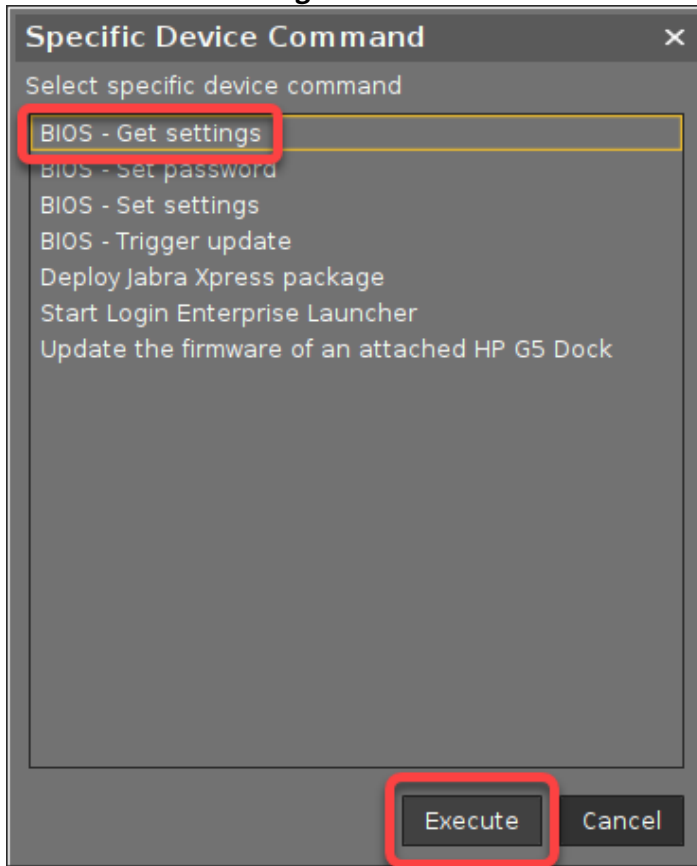 Specific Device Command ×
Select specific device command
BIOS - Get settings
BIOS - Set password
BIOS - Set settings
BIOS - Trigger update
Deploy Jabra Xpress package
Start Login Enterprise Launcher
Update the firmware of an attached HP G5 Dock
Execute Cancel